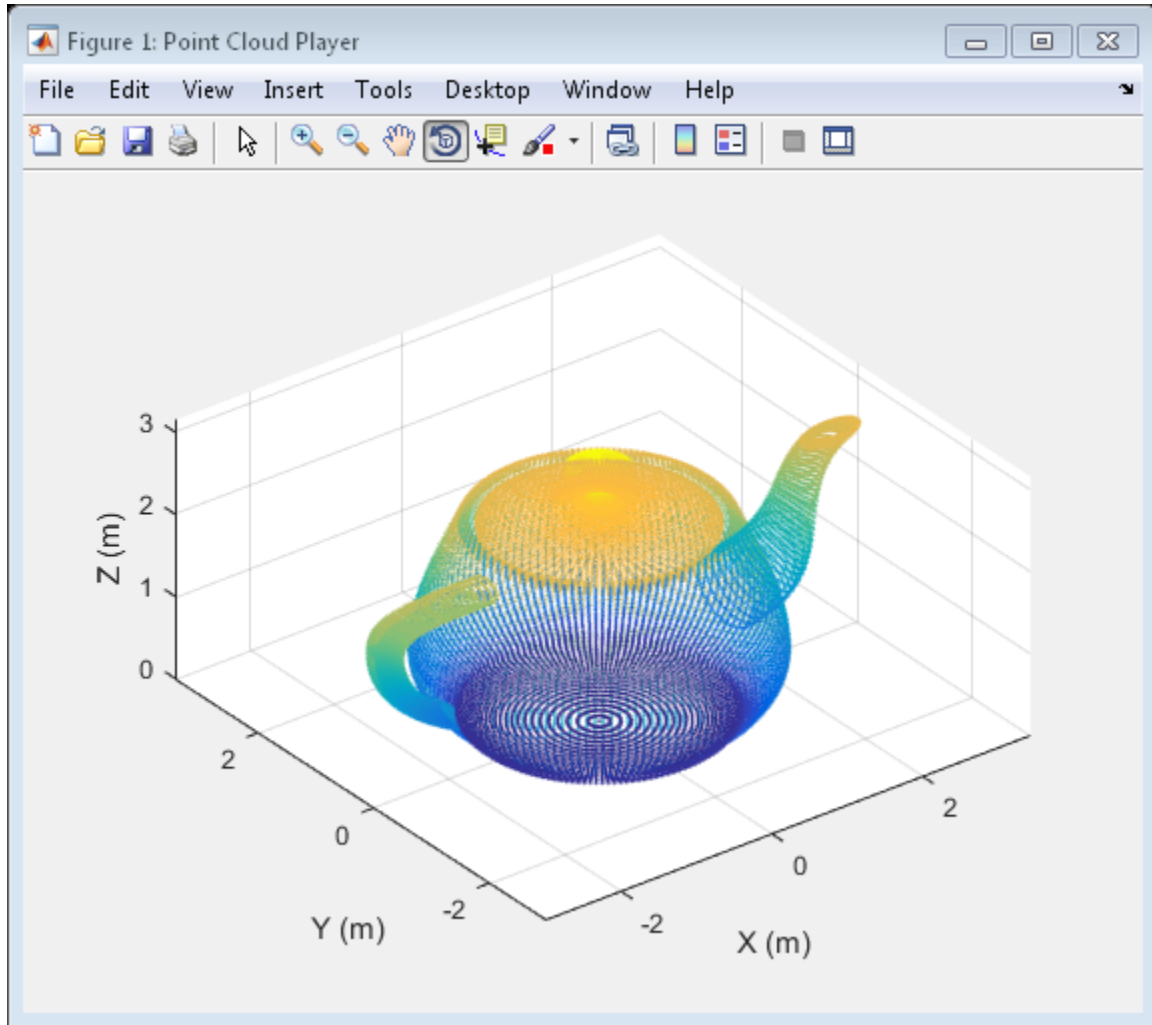 Figure 1: Point Cloud Player
File Edit View Insert Tools Desktop Window Help
3
2
1
0
Z (m)
2
0
-2
Y (m)
-2
0
2
X (m)